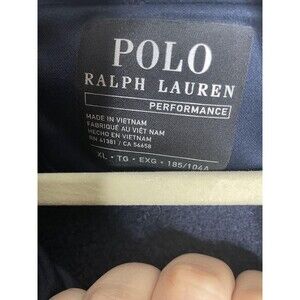 POLO
RALPH LAUREN
PERFORMANCE
MADE IN VIETNAM
FABRIQUÉ AU VIÊT NAM
HECHO EN VIETNAM
RN 41381 / CA 56658
XL • TG • EXG • 185/104A